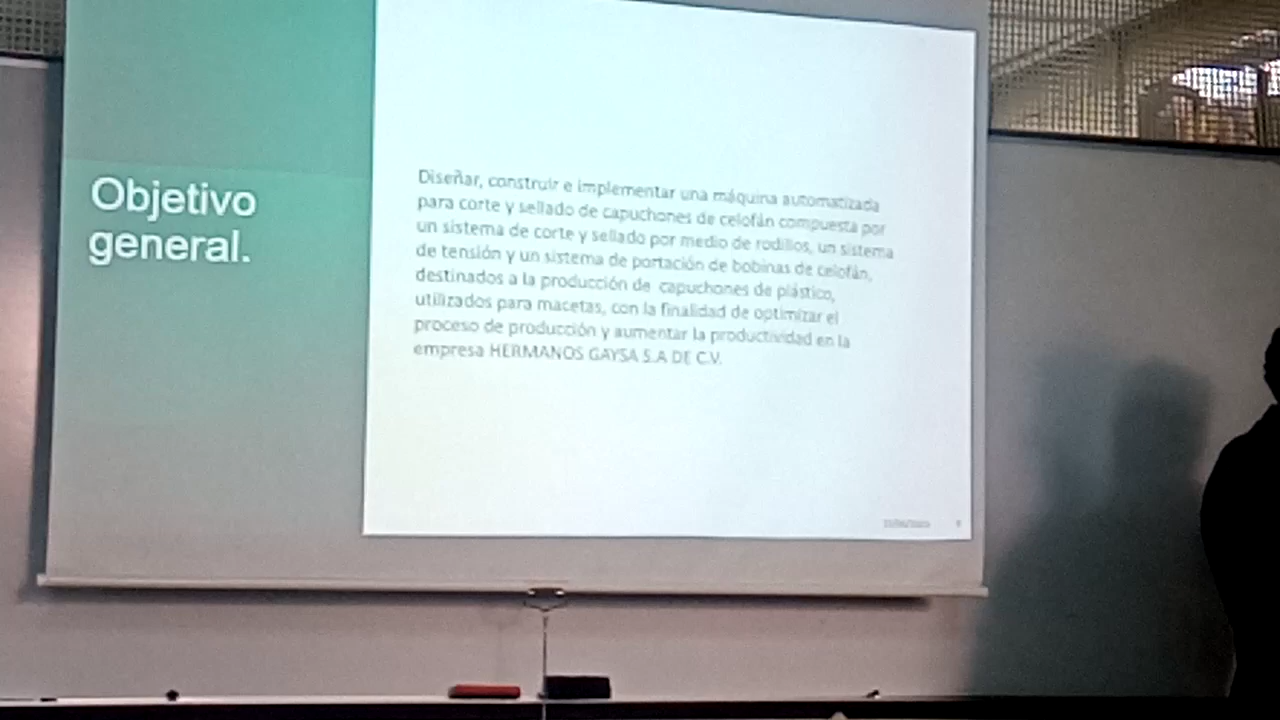 Objetivo
general.
Diseñar, construir e implementar una máquina automatizada
para corte y sellado de capuchones de celofán compuesta por
un sistema de corte y sellado por medio de rodillos, un sistema
de tensión y un sistema de portación de bobinas de celofán,
destinados a la producción de capuchones de plástico,
utilizados para macetas, con la finalidad de optimizar el
proceso de producción y aumentar la productividad en la
empresa HERMANOS GAYSA S.A DE C.V.